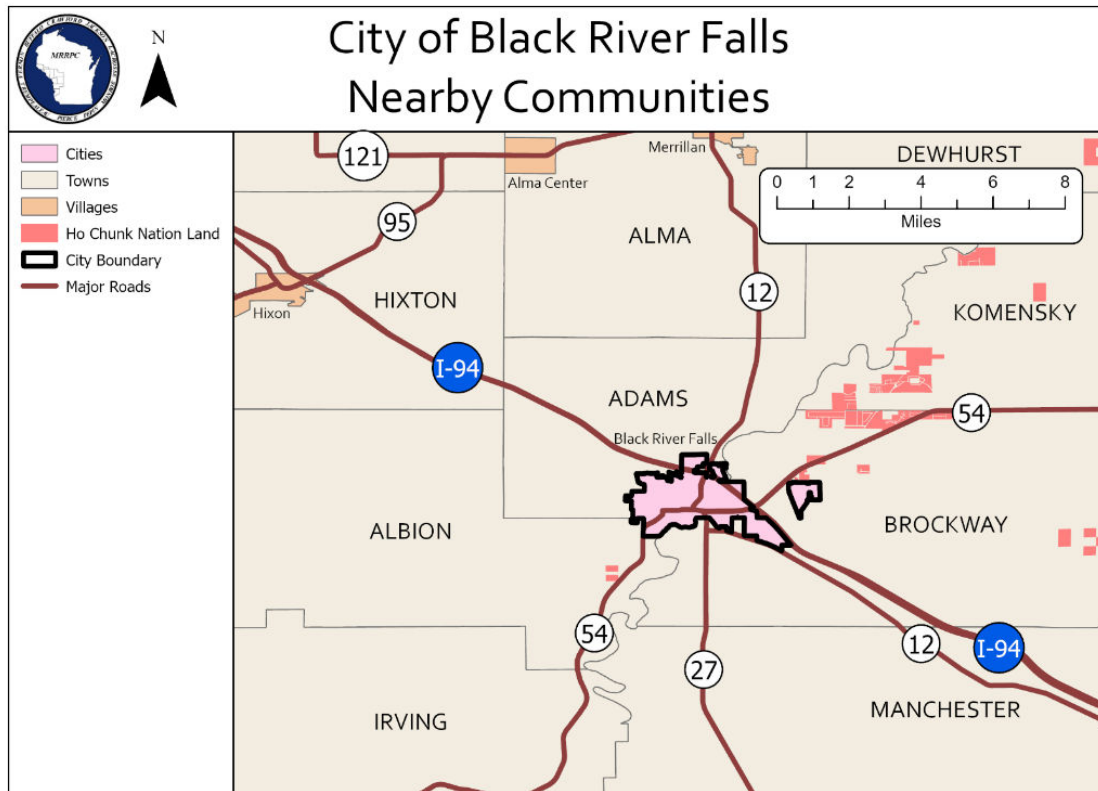 City of Black River Falls
Nearby Communities
MRRPC
N
Cities
Towns
Villages
Ho Chunk Nation Land
City Boundary
Major Roads
121
Merrillan
DEWHURST
Alma Center
0 1 2 4 6 8
Miles
95
ALMA
12
HIXTON
KOMENSKY
Hixon
I-94
ADAMS
54
Black River Falls
ALBION
BROCKWAY
54
12
I-94
27
IRVING
MANCHESTER